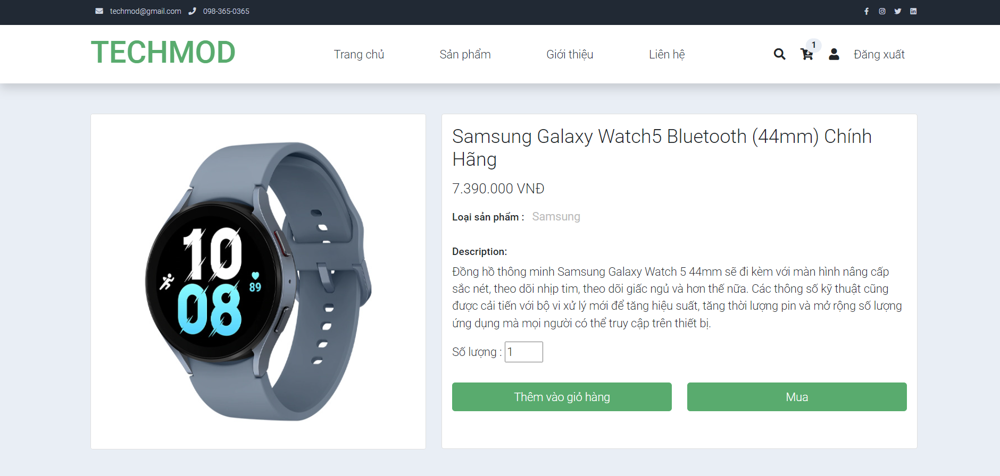 techmod@gmail.com 098-365-0365
TECHMOD
Trang chủ Sản phẩm Giới thiệu Liên hệ
1
Đăng xuất
10
08
89
Samsung Galaxy Watch5 Bluetooth (44mm) Chính
Hãng
7.390.000 VNĐ
Loại sản phẩm : Samsung
Description:
Đồng hồ thông minh Samsung Galaxy Watch 5 44mm sẽ đi kèm với màn hình nâng cấp
sắc nét, theo dõi nhịp tim, theo dõi giấc ngủ và hơn thế nữa. Các thông số kỹ thuật cũng
được cải tiến với bộ vi xử lý mới để tăng hiệu suất, tăng thời lượng pin và mở rộng số lượng
ứng dụng mà mọi người có thể truy cập trên thiết bị.
Số lượng : 1
Thêm vào giỏ hàng Mua